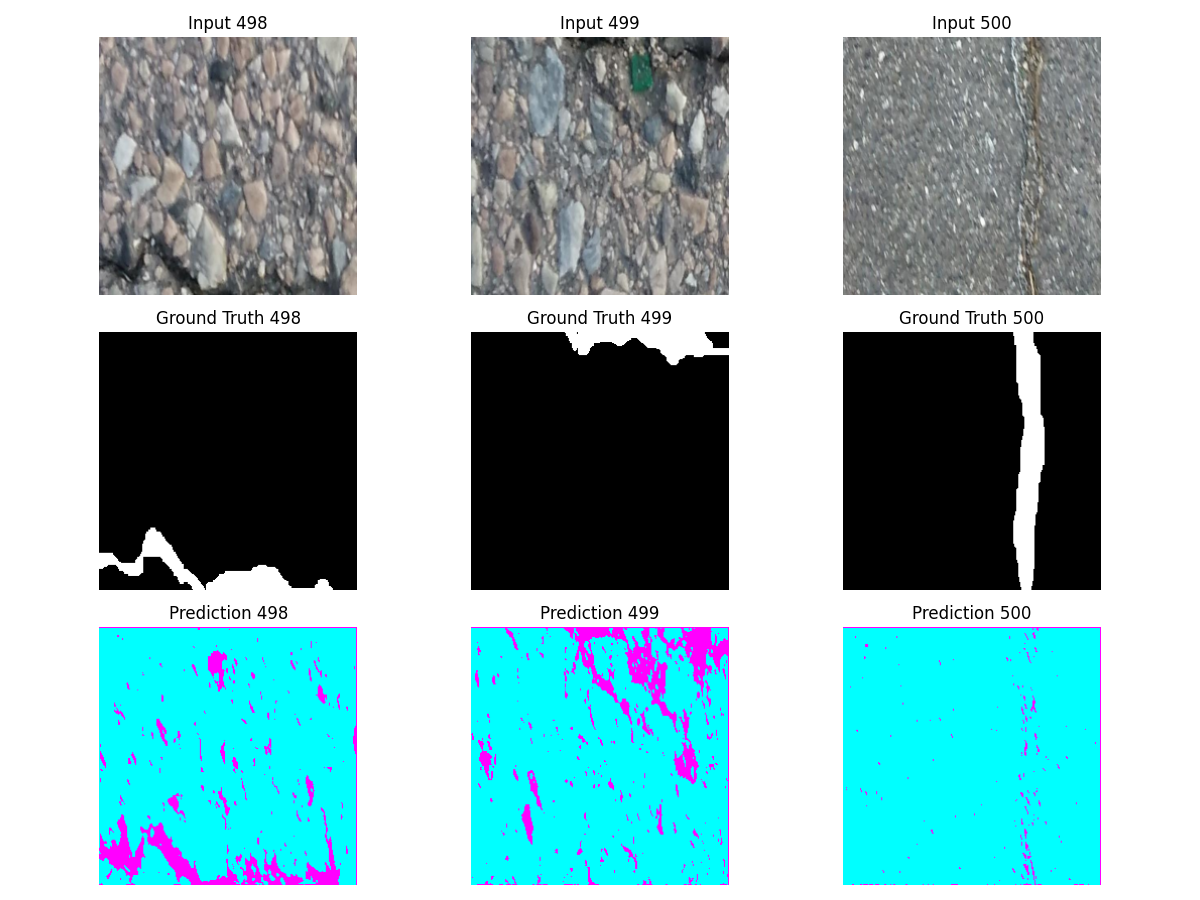 Input 498
Input 499
Input 500
Ground Truth 498
Ground Truth 499
Ground Truth 500
Prediction 498
Prediction 499
Prediction 500